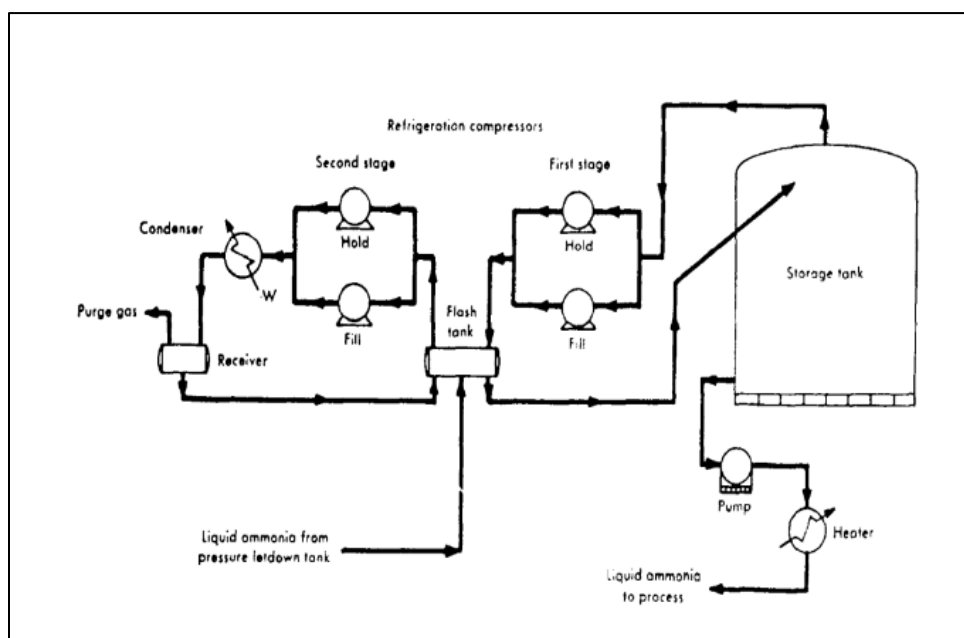 Refrigeration compressors
Second stage
First stage
Condenser
Hold
Hold
Storage tank
W
Purge gas
Flash
tank
Fill
Fill
Receiver
Pump
Heater
Liquid ammonia from
pressure letdown tank
Liquid ammonia
to process